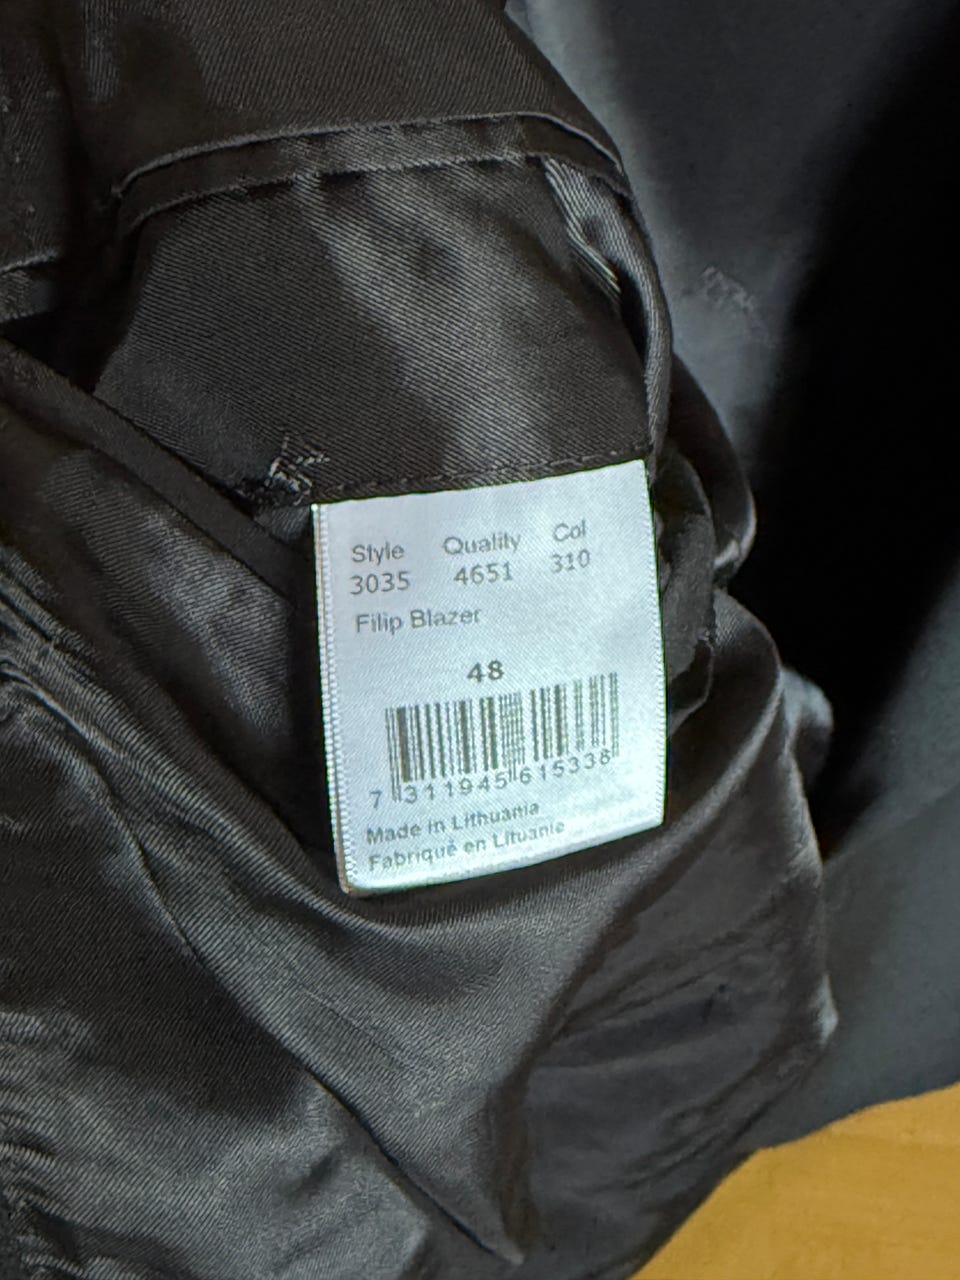 Style Quality Col
3035 4651 310
Filip Blazer
48
7 311945 615338
Made in Lithuania
Fabriqué en Lituanie